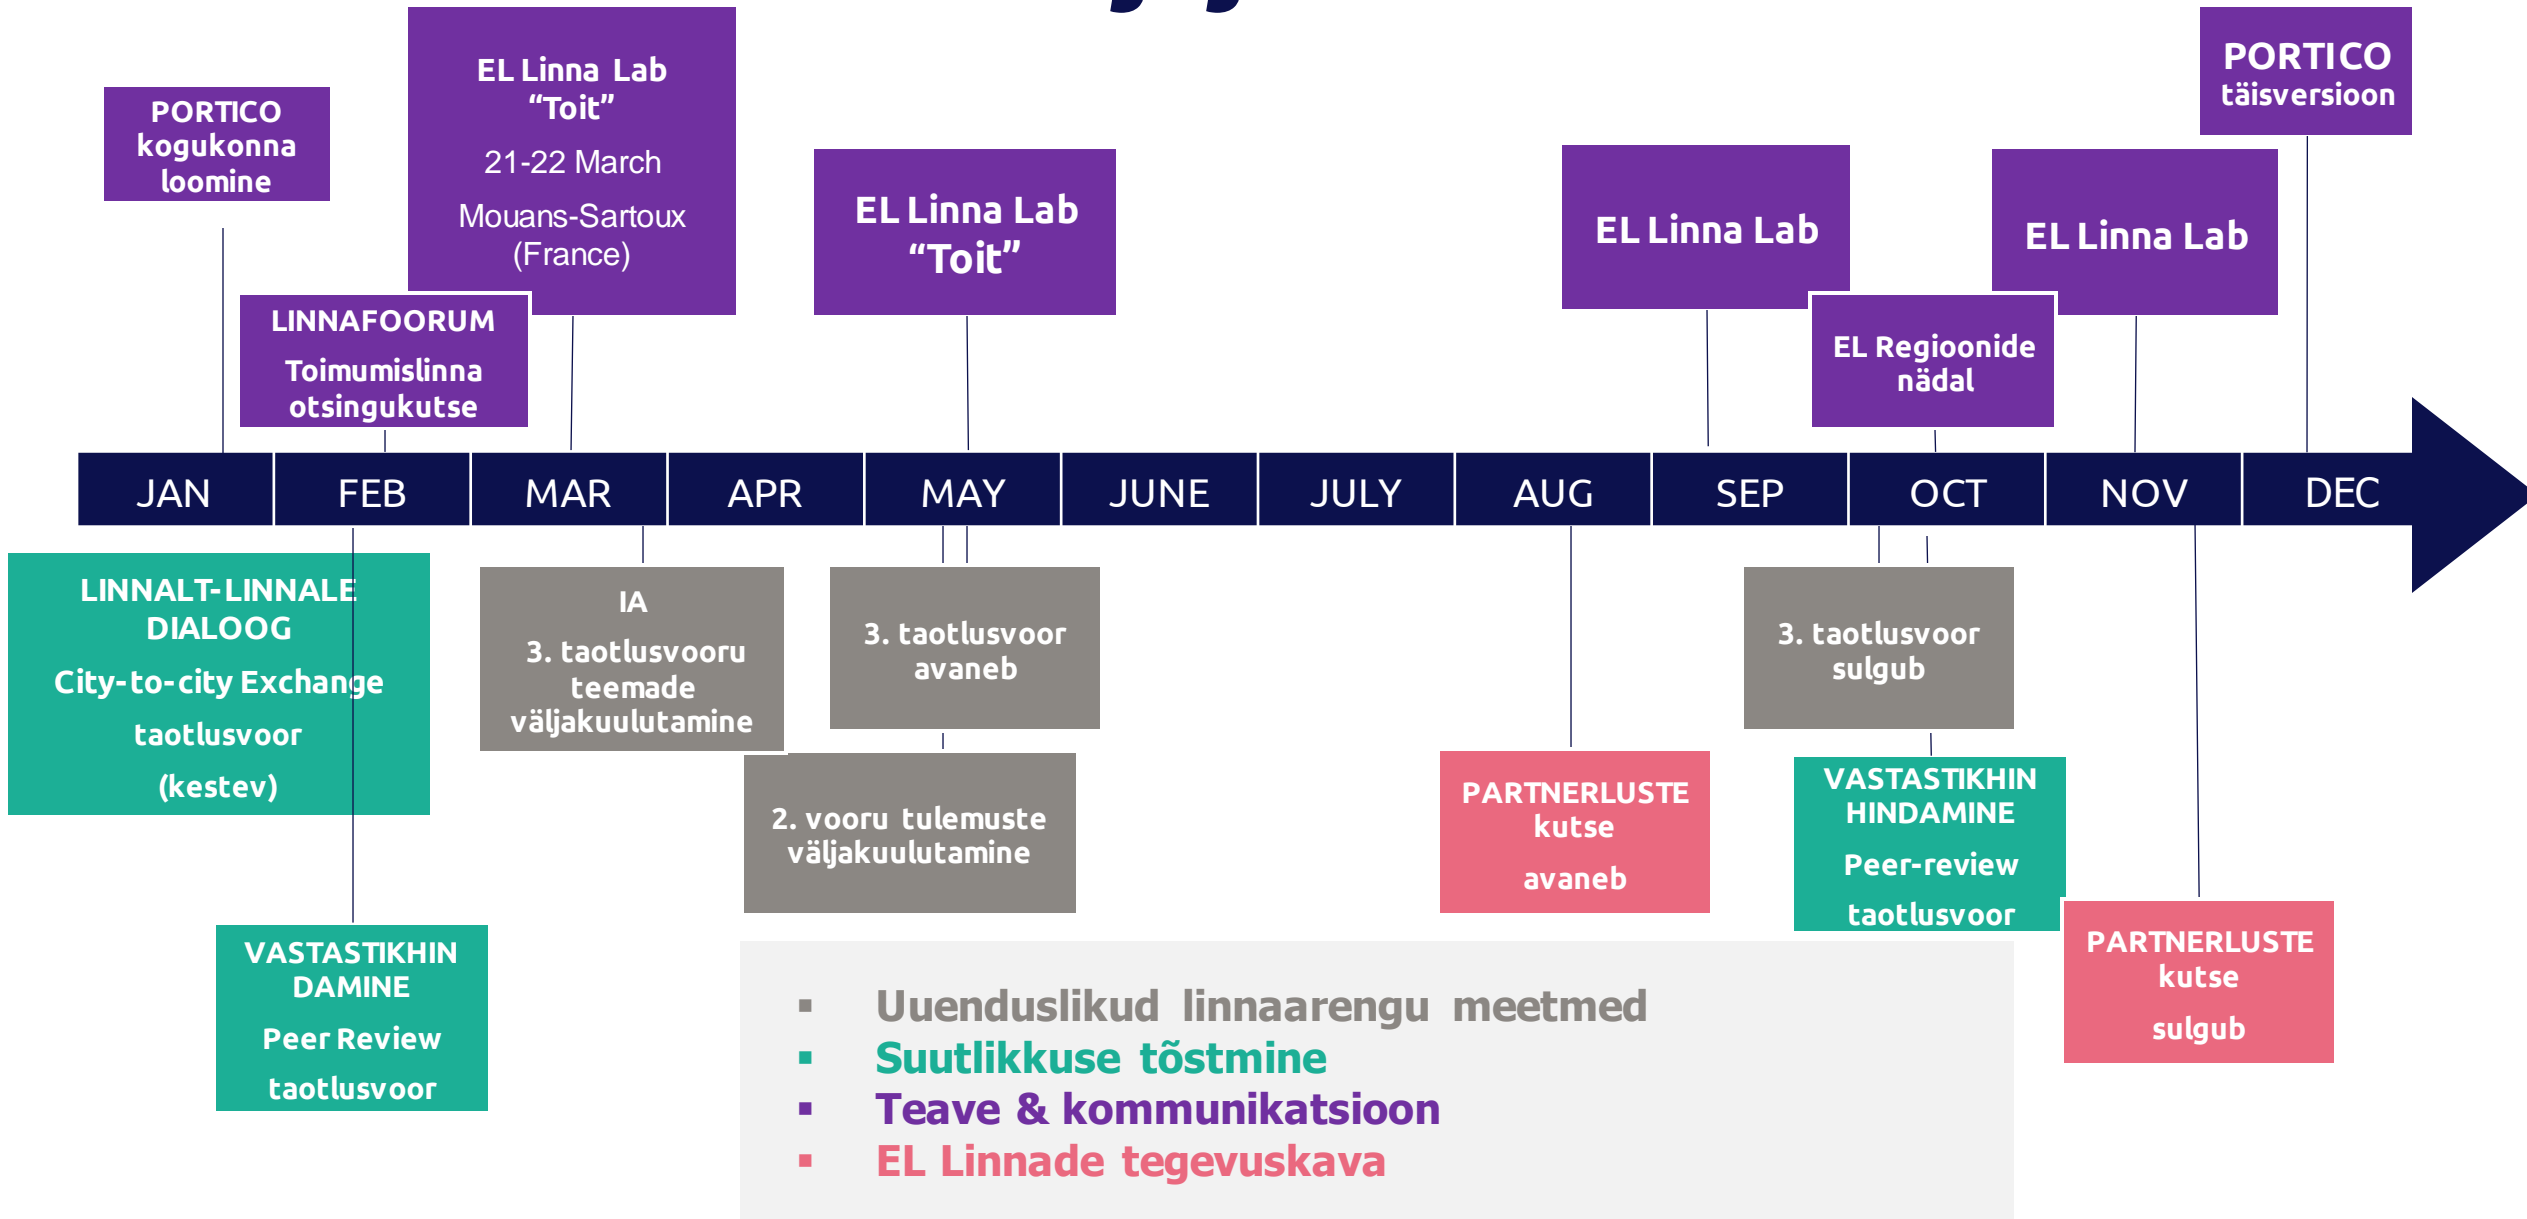 PORTICO
kogukonna
loomine
EL Linna Lab
“Toit”
21-22 March
Mouans-Sartoux
(France)
LINNAFOORUM
Toimumislinna
otsingukutse
EL Linna Lab
“Toit”
EL Linna Lab
EL Regioonide
nädal
EL Linna Lab
PORTICO
täisversioon
JAN
FEB
MAR
APR
MAY
JUNE
JULY
AUG
SEP
OCT
NOV
DEC
LINNALT-LINNALE
DIALOOG
City-to-city Exchange
taotlusvoor
(kestev)
VASTASTIKHIN
DAMINE
Peer Review
taotlusvoor
IA
3. taotlusvooru
teemade
väljakuulutamine
3. taotlusvoor
avaneb
2. vooru tulemuste
väljakuulutamine
PARTNERLUSTE
kutse
avaneb
3. taotlusvoor
sulgub
VASTASTIKHIN
HINDAMINE
Peer-review
taotlusvoor
PARTNERLUSTE
kutse
sulgub
▪ Uuenduslikud linnaarengu meetmed
▪ Suutlikkuse tõstmine
▪ Teave & kommunikatsioon
▪ EL Linnade tegevuskava